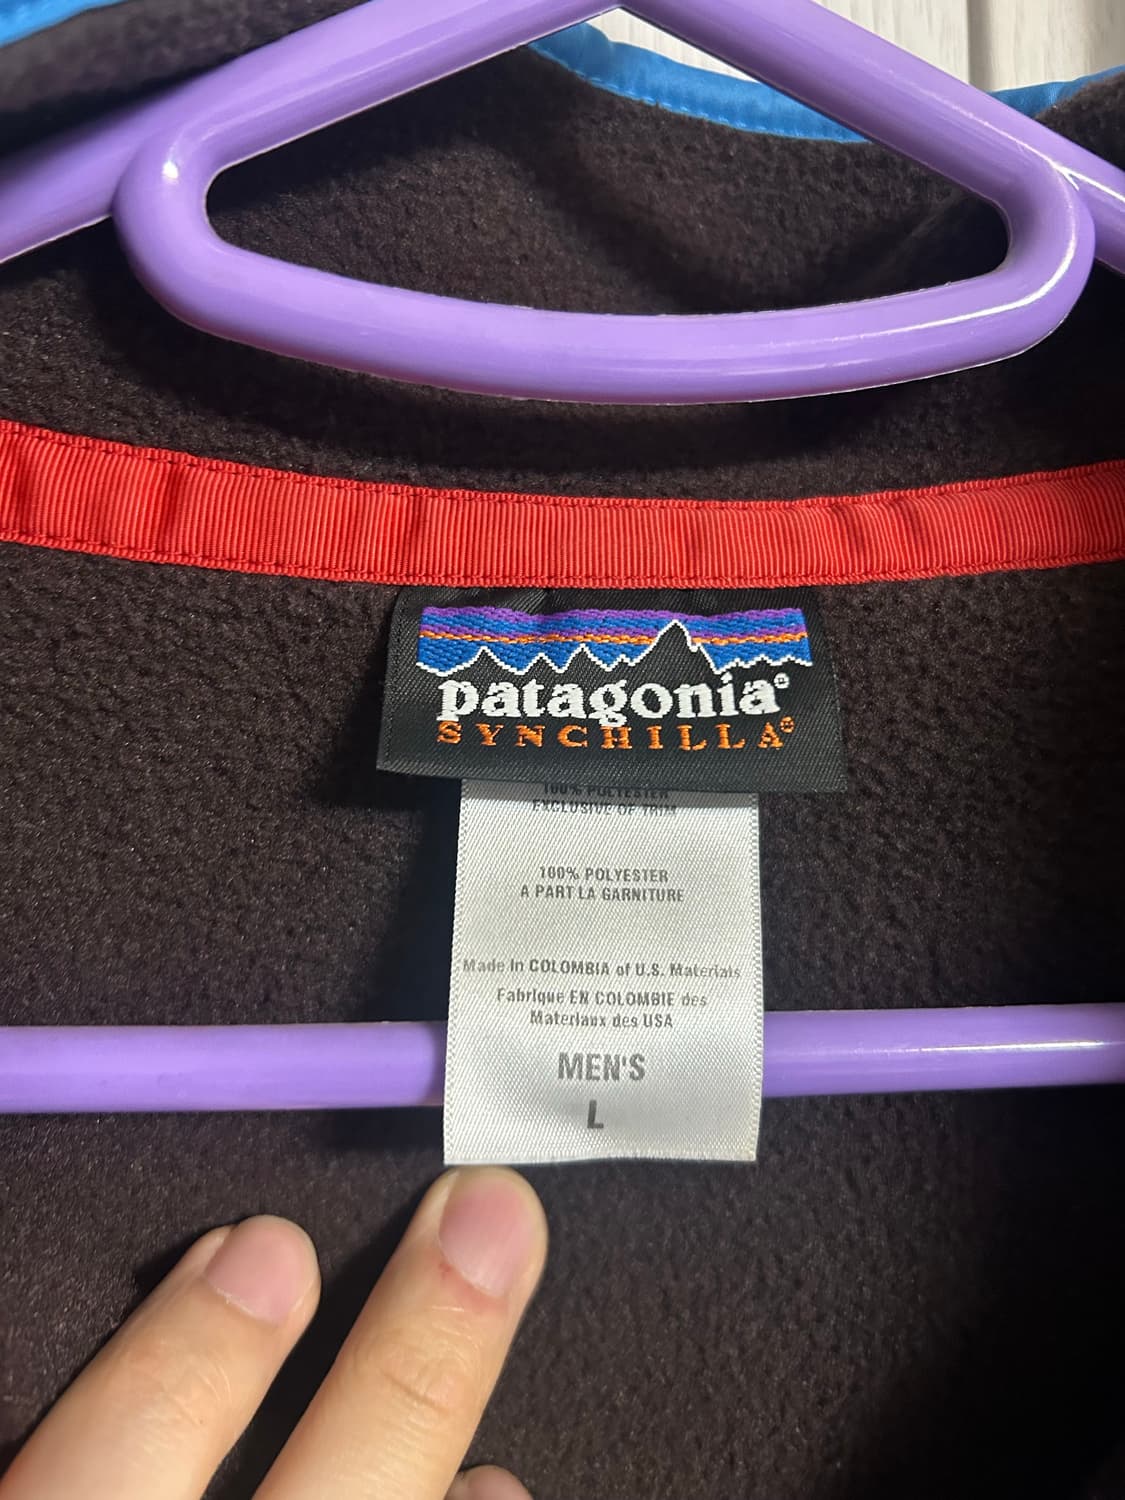 patagonia®
SYNCHILLA®
100% POLYESTER
EXCLUSIVE OF TRIM
100% POLYESTER
A PART LA GARNITURE
Made in COLOMBIA of U.S. Materials
Fabrique EN COLOMBIE des
Materiaux des USA
MEN'S
L